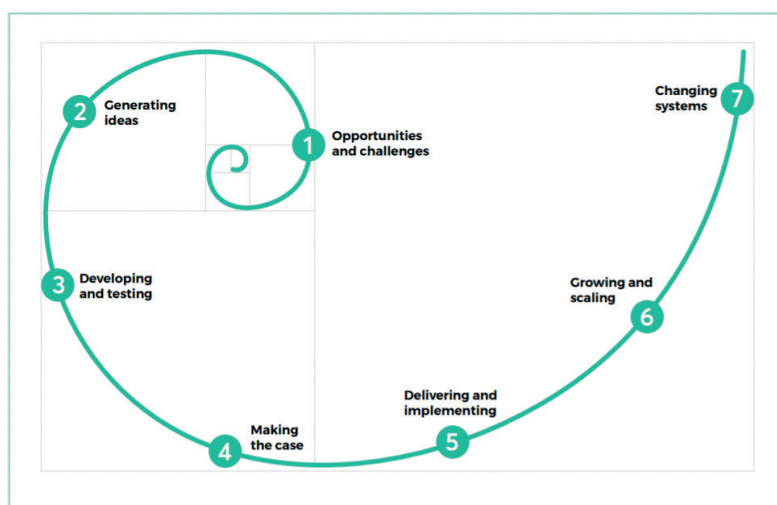 1
Opportunities
and challenges
2
Generating
ideas
3
Developing
and testing
4
Making
the case
5
Delivering and
implementing
6
Growing and
scaling
7
Changing
systems